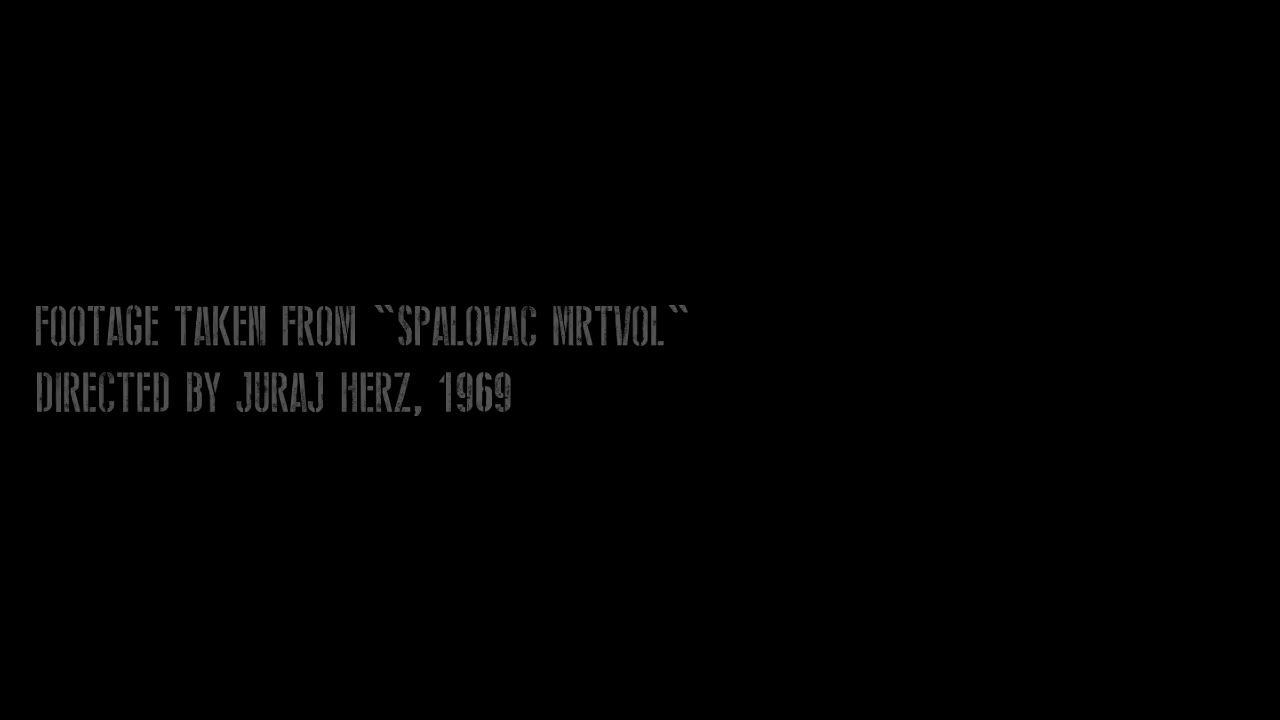 FOOTAGE TAKEN FROM ``SPALOVAC MRTVOL``
DIRECTED BY JURAJ HERZ, 1969